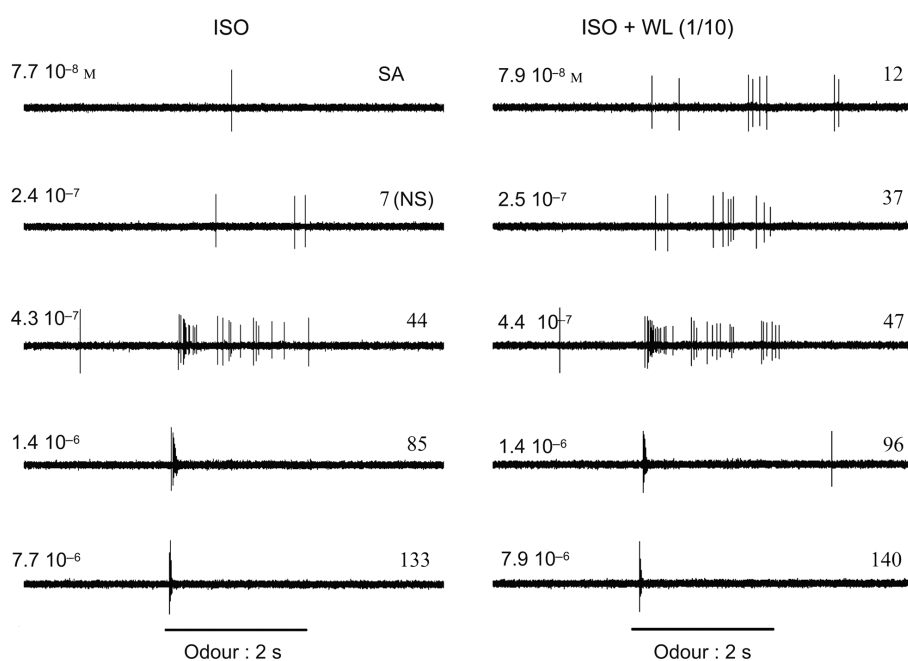 ISO
ISO + WL (1/10)
7.7 10⁻⁸ M
SA
7.9 10⁻⁸ M
12
2.4 10⁻⁷
7 (NS)
2.5 10⁻⁷
37
4.3 10⁻⁷
44
4.4 10⁻⁷
47
1.4 10⁻⁶
85
1.4 10⁻⁶
96
7.7 10⁻⁶
133
7.9 10⁻⁶
140
Odour : 2 s
Odour : 2 s